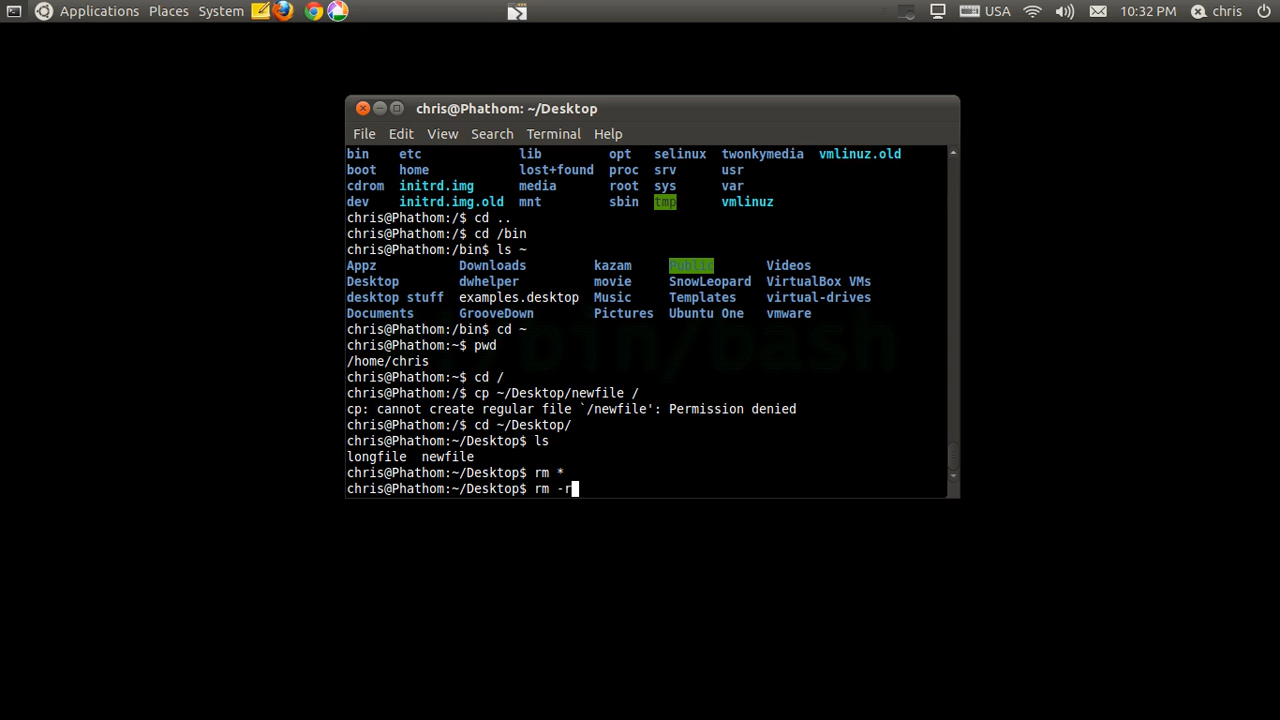 Applications Places System USA 10:32 PM chris
chris@Phathom: ~/Desktop
File Edit View Search Terminal Help
bin etc lib opt selinux twonkymedia vmlinuz.old
boot home lost+found proc srv usr
cdrom initrd.img media root sys var
dev initrd.img.old mnt sbin tmp vmlinuz
chris@Phathom:/$ cd ..
chris@Phathom:/$ cd /bin
chris@Phathom:/bin$ ls ~
Appz Downloads kazam Public Videos
Desktop dwhelper movie SnowLeopard VirtualBox VMs
desktop stuff examples.desktop Music Templates virtual-drives
Documents GrooveDown Pictures Ubuntu One vmware
chris@Phathom:/bin$ cd ~
chris@Phathom:~$ pwd
/home/chris
chris@Phathom:~$ cd /
chris@Phathom:/$ cp ~/Desktop/newfile /
cp: cannot create regular file `/newfile': Permission denied
chris@Phathom:/$ cd ~/Desktop/
chris@Phathom:~/Desktop$ ls
longfile newfile
chris@Phathom:~/Desktop$ rm *
chris@Phathom:~/Desktop$ rm -r